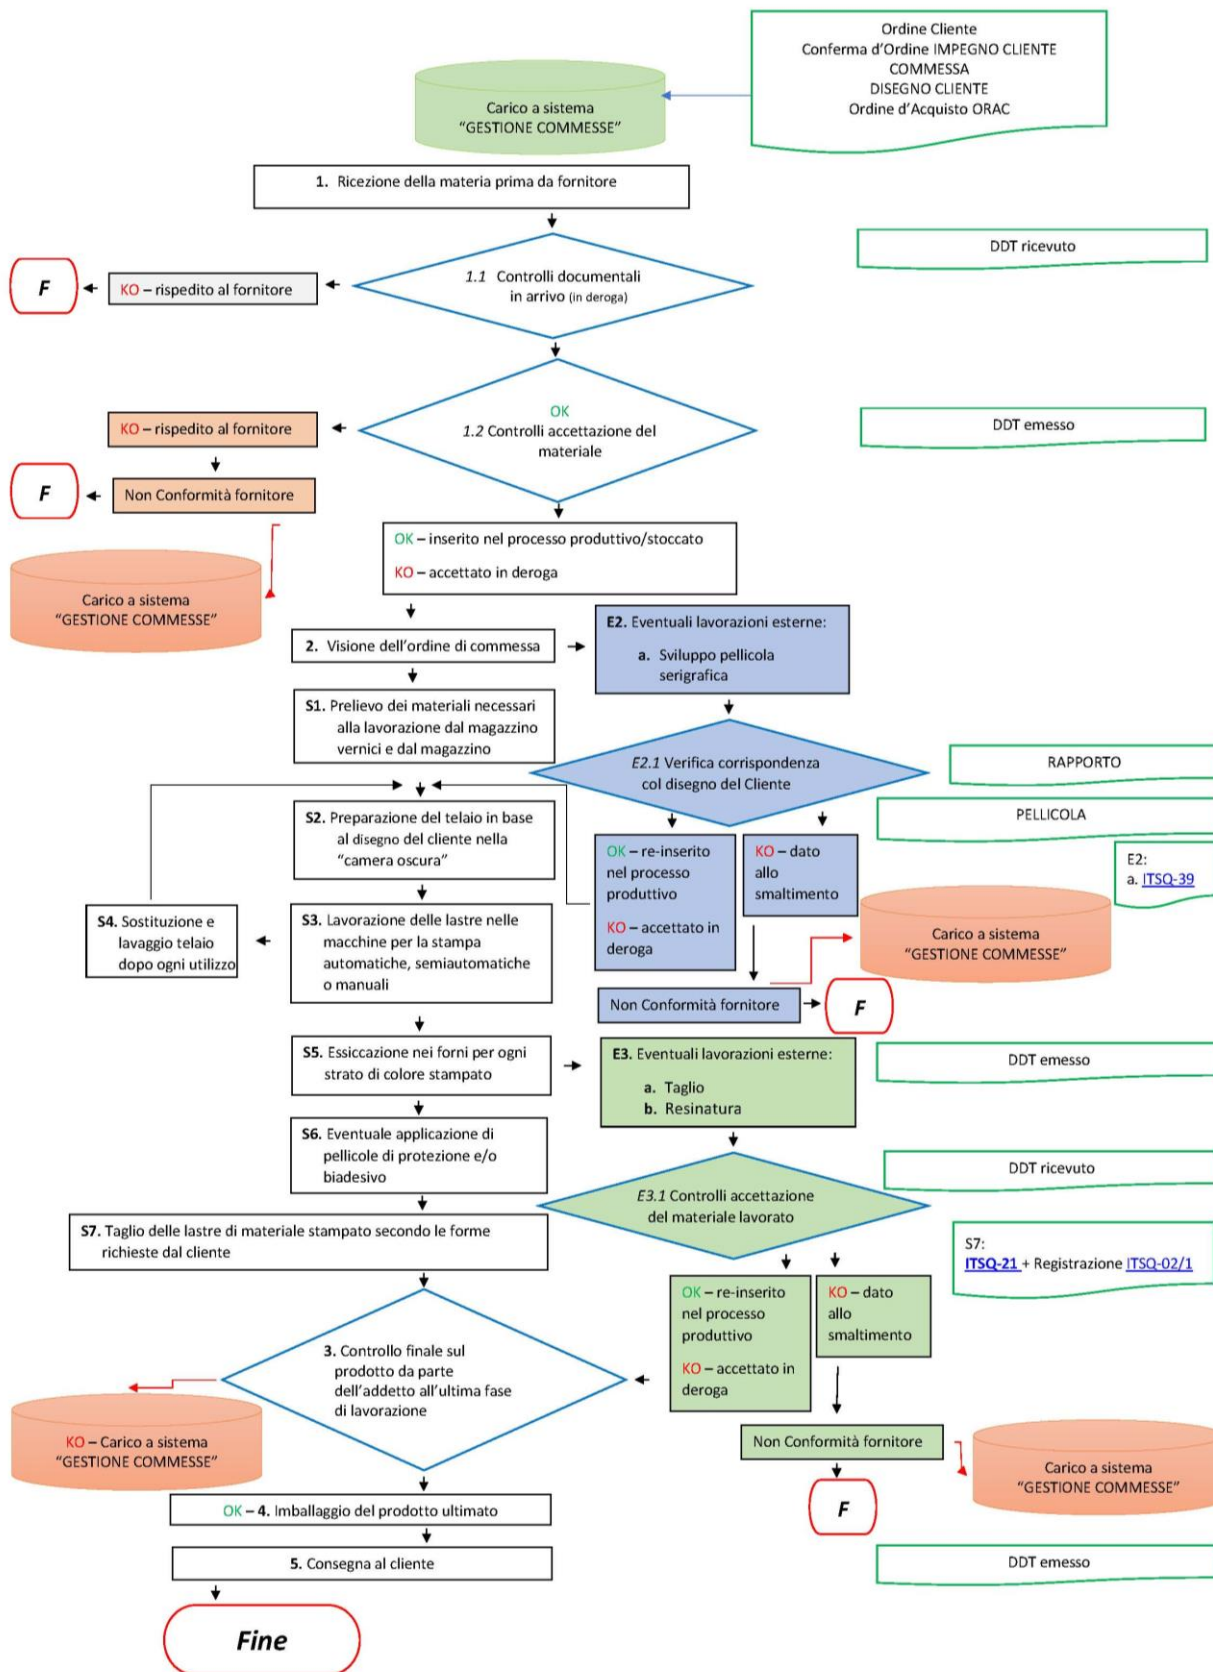 Ordine Cliente
Conferma d'Ordine IMPEGNO CLIENTE
COMMESSA
DISEGNO CLIENTE
Ordine d'Acquisto ORAC
Carico a sistema
"GESTIONE COMMESSE"
1. Ricezione della materia prima da fornitore
DDT ricevuto
1.1 Controlli documentali
in arrivo (in deroga)
KO – rispedito al fornitore
F
OK
1.2 Controlli accettazione del
materiale
DDT emesso
KO – rispedito al fornitore
Non Conformità fornitore
F
OK – inserito nel processo produttivo/stoccato
KO – accettato in deroga
Carico a sistema
"GESTIONE COMMESSE"
2. Visione dell'ordine di commessa
E2. Eventuali lavorazioni esterne:
a. Sviluppo pellicola
serigrafica
S1. Prelievo dei materiali necessari
alla lavorazione dal magazzino
vernici e dal magazzino
E2.1 Verifica corrispondenza
col disegno del Cliente
RAPPORTO
PELLICOLA
S2. Preparazione del telaio in base
al disegno del cliente nella
"camera oscura"
OK – re-inserito
nel processo
produttivo
KO – accettato in
deroga
KO – dato
allo
smaltimento
E2:
a. ITSQ-39
S4. Sostituzione e
lavaggio telaio
dopo ogni utilizzo
S3. Lavorazione delle lastre nelle
macchine per la stampa
automatiche, semiautomatiche
o manuali
Carico a sistema
"GESTIONE COMMESSE"
Non Conformità fornitore
F
S5. Essiccazione nei forni per ogni
strato di colore stampato
E3. Eventuali lavorazioni esterne:
a. Taglio
b. Resinatura
DDT emesso
S6. Eventuale applicazione di
pellicole di protezione e/o
biadesivo
E3.1 Controlli accettazione
del materiale lavorato
DDT ricevuto
S7. Taglio delle lastre di materiale stampato secondo le forme
richieste dal cliente
S7:
ITSQ-21 + Registrazione ITSQ-02/1
OK – re-inserito
nel processo
produttivo
KO – accettato in
deroga
KO – dato
allo
smaltimento
3. Controllo finale sul
prodotto da parte
dell'addetto all'ultima fase
di lavorazione
KO – Carico a sistema
"GESTIONE COMMESSE"
Non Conformità fornitore
Carico a sistema
"GESTIONE COMMESSE"
F
OK – 4. Imballaggio del prodotto ultimato
5. Consegna al cliente
DDT emesso
Fine